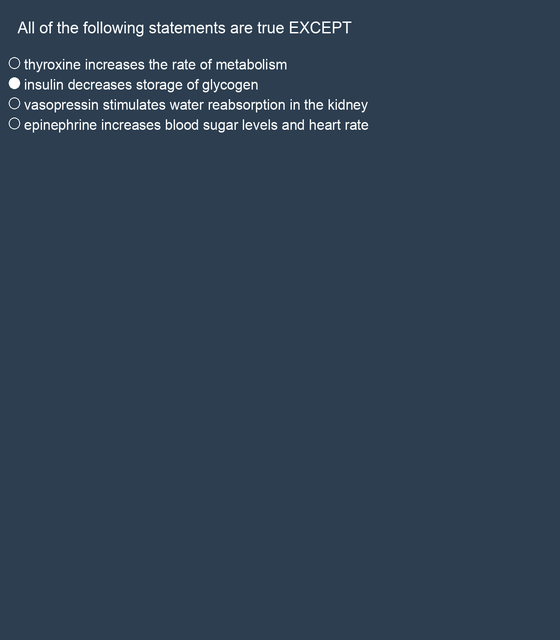 All of the following statements are true EXCEPT
thyroxine increases the rate of metabolism
insulin decreases storage of glycogen
vasopressin stimulates water reabsorption in the kidney
epinephrine increases blood sugar levels and heart rate